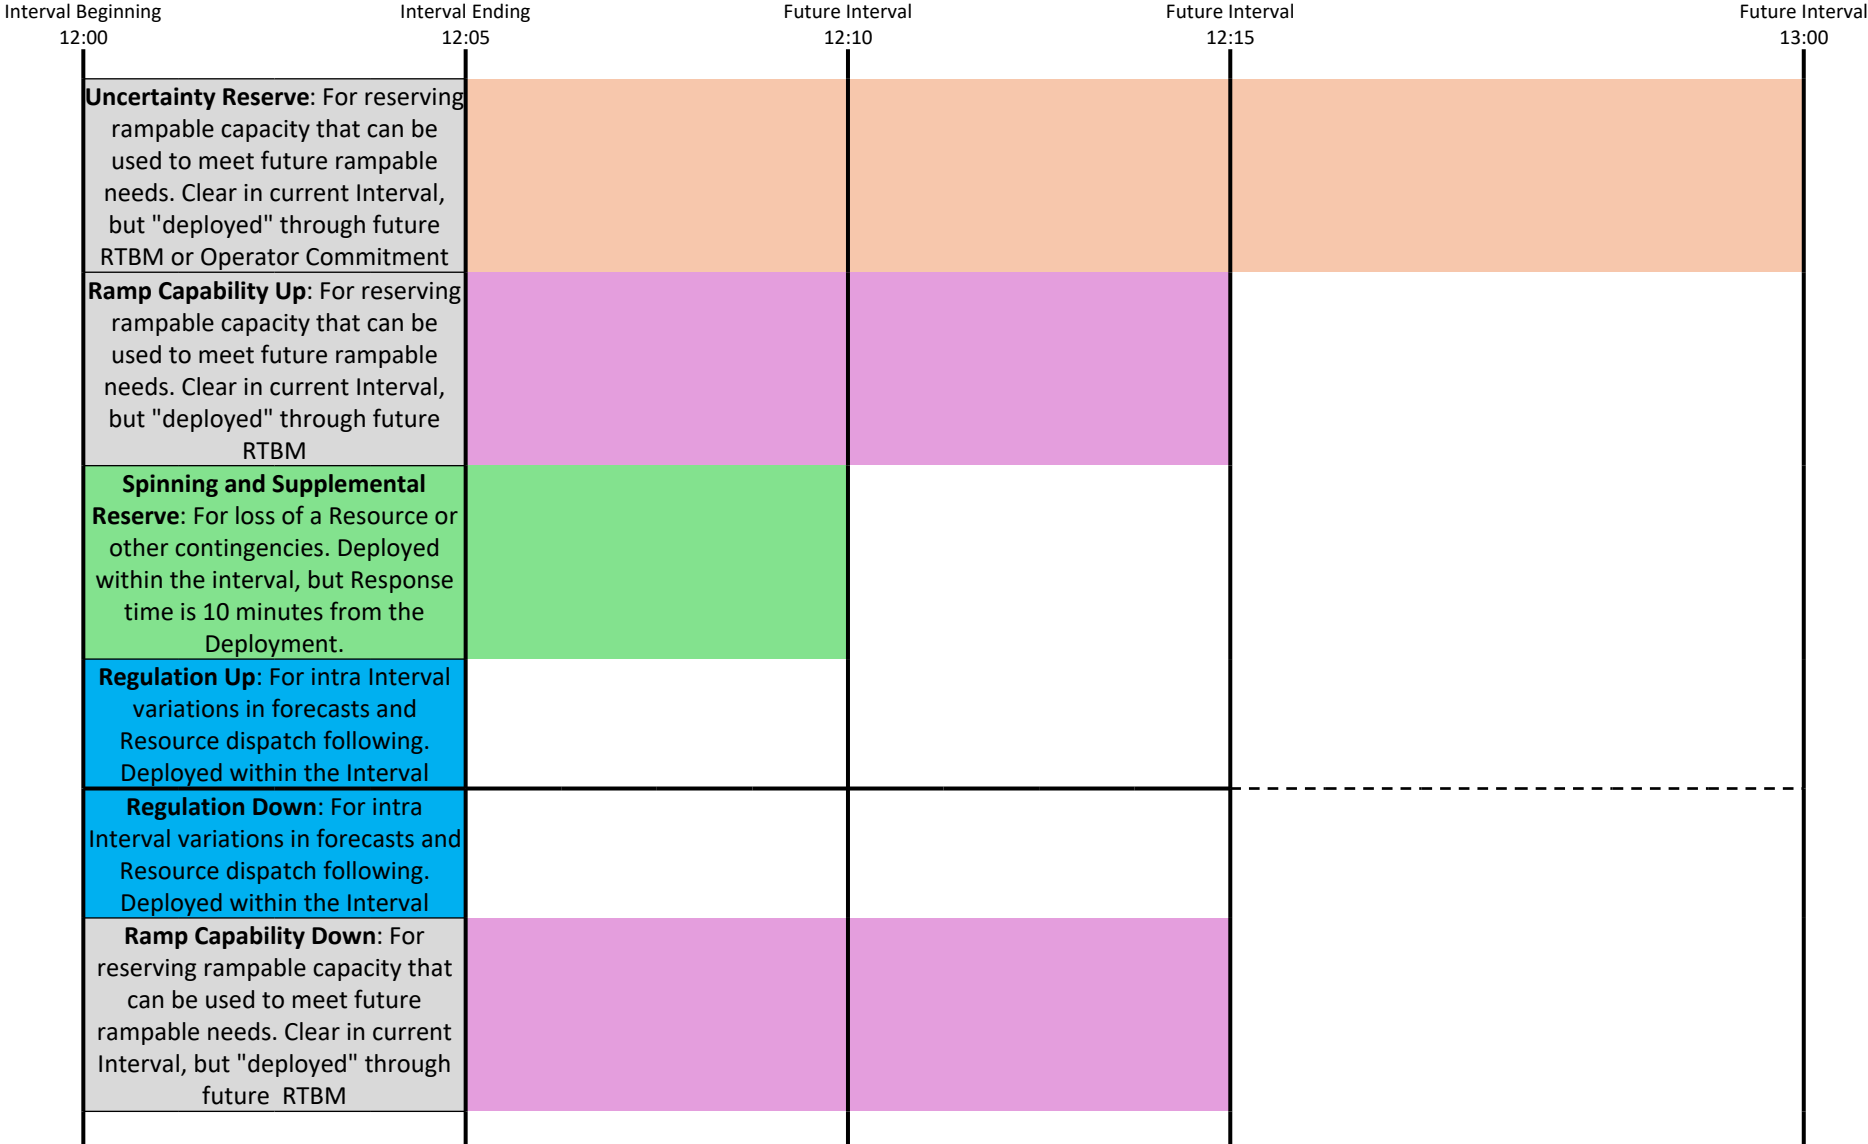 Interval Beginning
12:00
Interval Ending
12:05
Future Interval
12:10
Future Interval
12:15
Future Interval
13:00
Uncertainty Reserve: For reserving
rampable capacity that can be
used to meet future rampable
needs. Clear in current Interval,
but "deployed" through future
RTBM or Operator Commitment
Ramp Capability Up: For reserving
rampable capacity that can be
used to meet future rampable
needs. Clear in current Interval,
but "deployed" through future
RTBM
Spinning and Supplemental
Reserve: For loss of a Resource or
other contingencies. Deployed
within the interval, but Response
time is 10 minutes from the
Deployment.
Regulation Up: For intra Interval
variations in forecasts and
Resource dispatch following.
Deployed within the Interval
Regulation Down: For intra
Interval variations in forecasts and
Resource dispatch following.
Deployed within the Interval
Ramp Capability Down: For
reserving rampable capacity that
can be used to meet future
rampable needs. Clear in current
Interval, but "deployed" through
future  RTBM